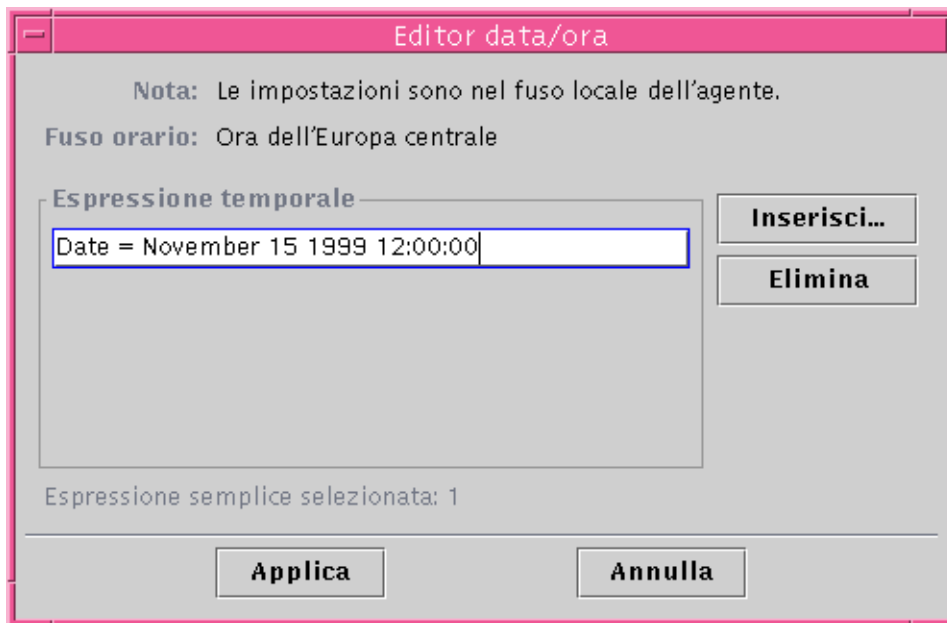 Editor data/ora
Nota: Le impostazioni sono nel fuso locale dell'agente.
Fuso orario: Ora dell'Europa centrale
Espressione temporale
Date = November 15 1999 12:00:00
Inserisci...
Elimina
Espressione semplice selezionata: 1
Applica
Annulla